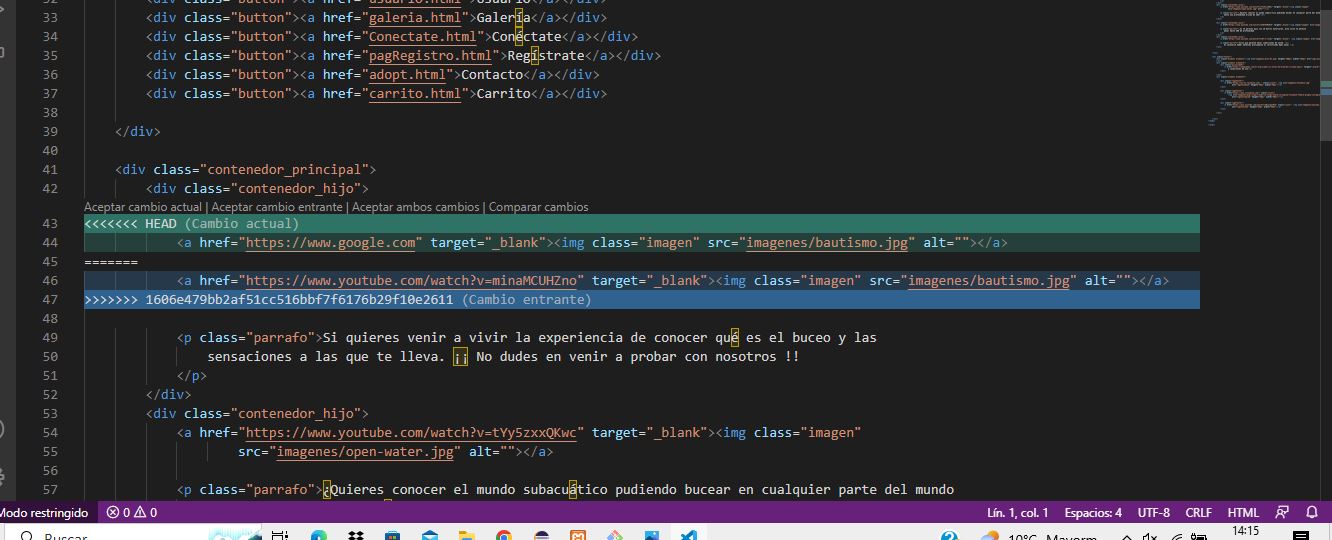 32 <div class="button"><a href="usuario.html">Usuario</a></div>
33 <div class="button"><a href="galeria.html">Galería</a></div>
34 <div class="button"><a href="Conectate.html">Conéctate</a></div>
35 <div class="button"><a href="pagRegistro.html">Regístrate</a></div>
36 <div class="button"><a href="adopt.html">Contacto</a></div>
37 <div class="button"><a href="carrito.html">Carrito</a></div>
38
39 </div>
40
41 <div class="contenedor_principal">
42 <div class="contenedor_hijo">
Aceptar cambio actual | Aceptar cambio entrante | Aceptar ambos cambios | Comparar cambios
43 <<<<<<< HEAD (Cambio actual)
44 <a href="https://www.google.com" target="_blank"><img class="imagen" src="imagenes/bautismo.jpg" alt=""></a>
45 =======
46 <a href="https://www.youtube.com/watch?v=minaMCUHZno" target="_blank"><img class="imagen" src="imagenes/bautismo.jpg" alt=""></a>
47 >>>>>>> 1606e479bb2af51cc516bbf7f6176b29f10e2611 (Cambio entrante)
48
49 <p class="parrafo">Si quieres venir a vivir la experiencia de conocer qué es el buceo y las
50 sensaciones a las que te lleva. ¡¡ No dudes en venir a probar con nosotros !!
51 </p>
52 </div>
53 <div class="contenedor_hijo">
54 <a href="https://www.youtube.com/watch?v=tYy5zxxQKwc" target="_blank"><img class="imagen"
55 src="imagenes/open-water.jpg" alt=""></a>
56
57 <p class="parrafo">¿Quieres conocer el mundo subacuático pudiendo bucear en cualquier parte del mundo
Modo restringido 0 0 Lín. 1, col. 1 Espacios: 4 UTF-8 CRLF HTML
Buscar 10°C Mayorm. 14:15